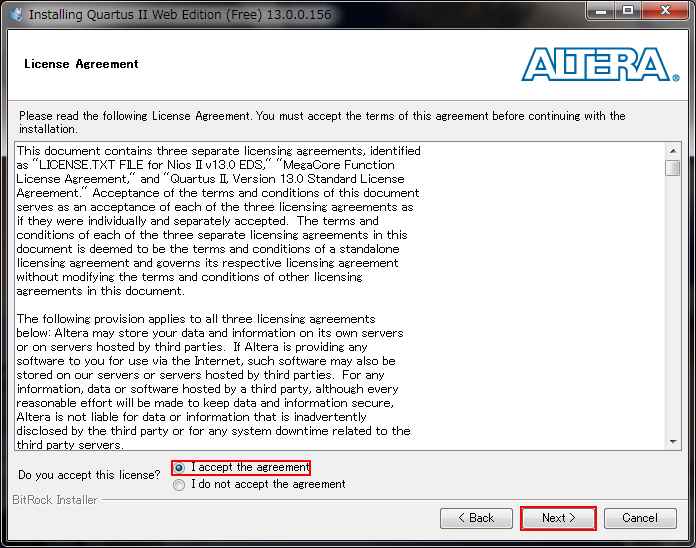 Installing Quartus II Web Edition (Free) 13.0.0.156
License Agreement
ALTERA®
Please read the following License Agreement. You must accept the terms of this agreement before continuing with the
installation.
This document contains three separate licensing agreements, identified
as "LICENSE.TXT FILE for Nios II v13.0 EDS," "MegaCore Function
License Agreement," and "Quartus II, Version 13.0 Standard License
Agreement." Acceptance of the terms and conditions of this document
serves as an acceptance of each of the three licensing agreements as
if they were individually and separately accepted.  The terms and
conditions of each of the three separate licensing agreements in this
document is deemed to be the terms and conditions of a standalone
licensing agreement and governs its respective licensing agreement
without modifying the terms and conditions of other licensing
agreements in this document.
The following provision applies to all three licensing agreements
below: Altera may store your data and information on its own servers
or on servers hosted by third parties.  If Altera is providing any
software to you for use via the Internet, such software may also be
stored on our servers or servers hosted by third parties.  For any
information, data or software hosted by a third party, although every
reasonable effort will be made to keep data and information secure,
Altera is not liable for data or information that is inadvertently
disclosed by the third party or for any system downtime related to the
third party servers.
Do you accept this license?
I accept the agreement
I do not accept the agreement
BitRock Installer
< Back
Next >
Cancel